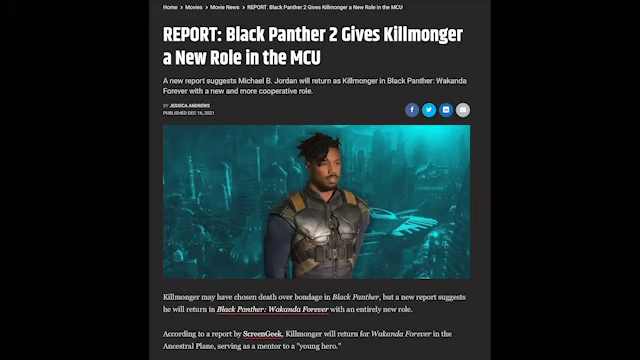 Home > Movies > Movie News > REPORT: Black Panther 2 Gives Killmonger a New Role in the MCU
REPORT: Black Panther 2 Gives Killmonger
a New Role in the MCU
A new report suggests Michael B. Jordan will return as Killmonger in Black Panther: Wakanda
Forever with a new and more cooperative role.
BY JESSICA ANDREWS
PUBLISHED DEC 16, 2021
Killmonger may have chosen death over bondage in Black Panther, but a new report suggests
he will return in Black Panther: Wakanda Forever with an entirely new role.
According to a report by ScreenGeek, Killmonger will return for Wakanda Forever in the
Ancestral Plane, serving as a mentor to a "young hero."